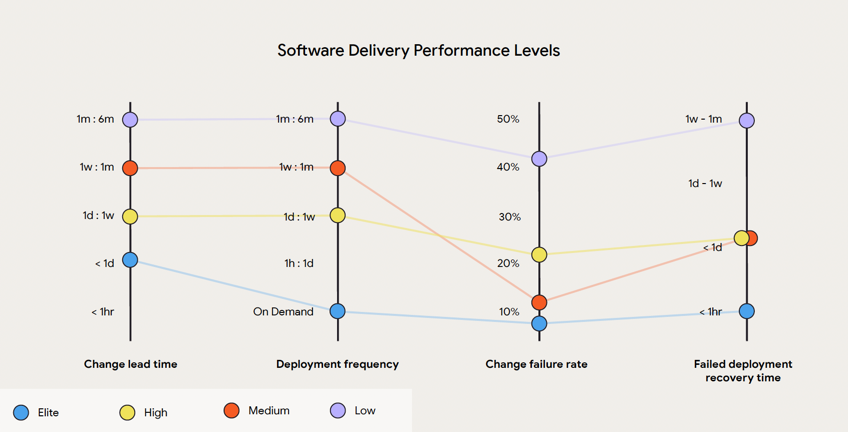 Software Delivery Performance Levels
1m : 6m
1w : 1m
1d : 1w
< 1d
< 1hr
Change lead time
1m : 6m
1w : 1m
1d : 1w
1h : 1d
On Demand
Deployment frequency
50%
40%
30%
20%
10%
Change failure rate
1w - 1m
1d - 1w
< 1d
< 1hr
Failed deployment
recovery time
Elite
High
Medium
Low